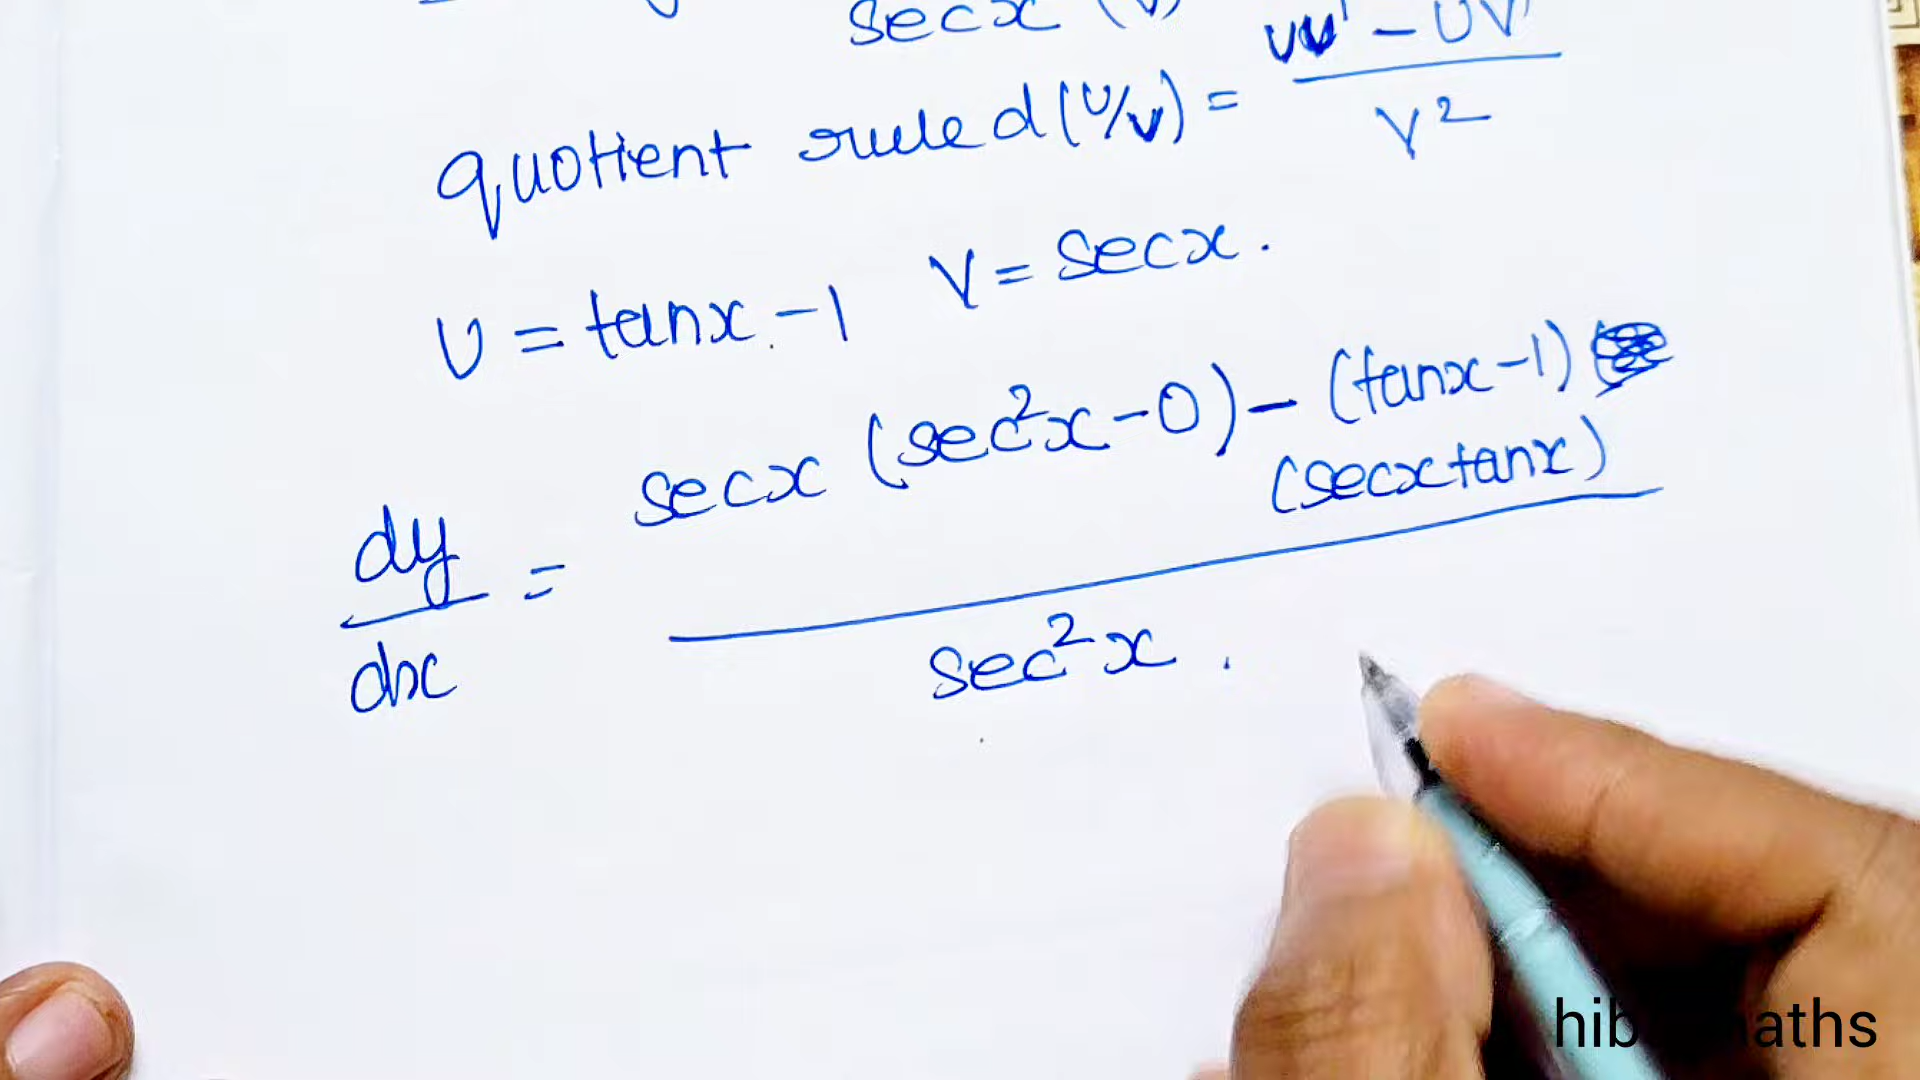 secx (v)
quotient rule d(u/v) = vu' - uv'
v²
u = tanx - 1 v = secx.
dy/dx = secx (sec²x - 0) - (tanx - 1)
(secx tanx)
sec²x .
maths